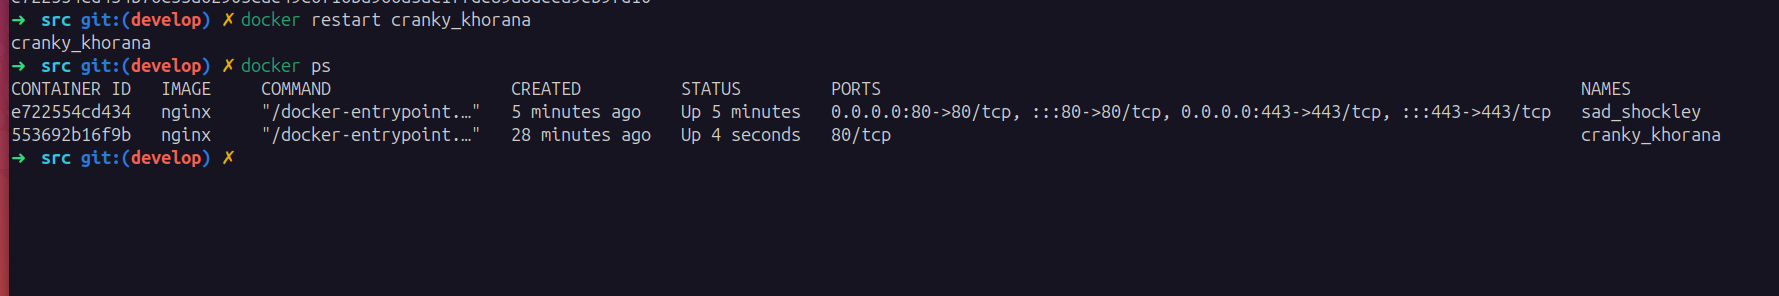 ➜ src git:(develop) ✗ docker restart cranky_khorana
cranky_khorana
➜ src git:(develop) ✗ docker ps
CONTAINER ID   IMAGE     COMMAND                  CREATED          STATUS         PORTS                                                                      NAMES
e722554cd434   nginx     "/docker-entrypoint.…"   5 minutes ago    Up 5 minutes   0.0.0.0:80->80/tcp, :::80->80/tcp, 0.0.0.0:443->443/tcp, :::443->443/tcp   sad_shockley
553692b16f9b   nginx     "/docker-entrypoint.…"   28 minutes ago   Up 4 seconds   80/tcp                                                                     cranky_khorana
➜ src git:(develop) ✗